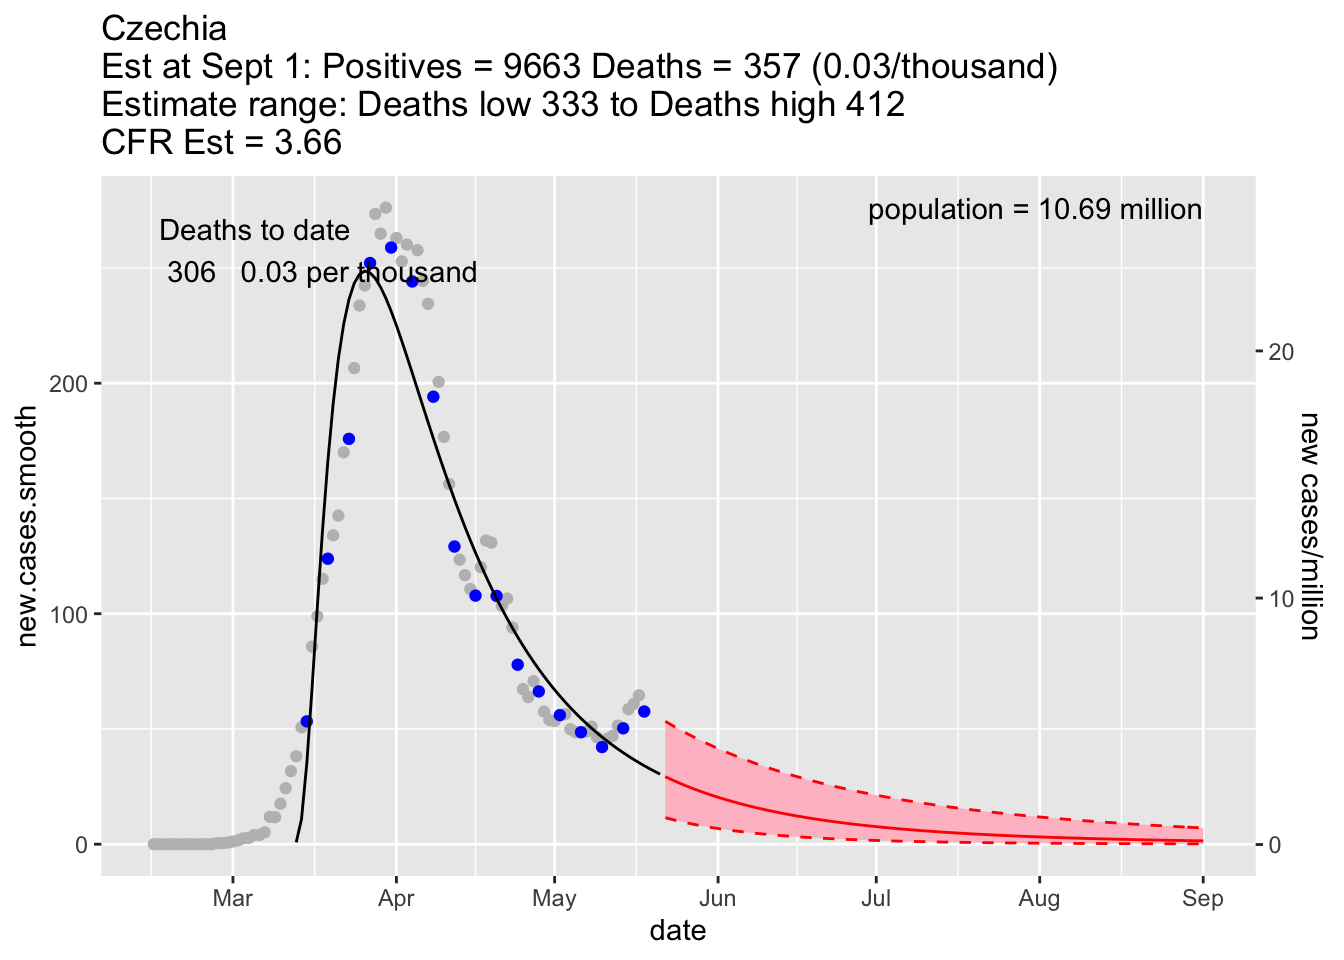 Czechia
Est at Sept 1: Positives = 9663 Deaths = 357 (0.03/thousand)
Estimate range: Deaths low 333 to Deaths high 412
CFR Est = 3.66
population = 10.69 million
Deaths to date
306 0.03 per thousand
new.cases.smooth
200
100
0
new cases/million
20
10
0
Mar Apr May Jun Jul Aug Sep
date